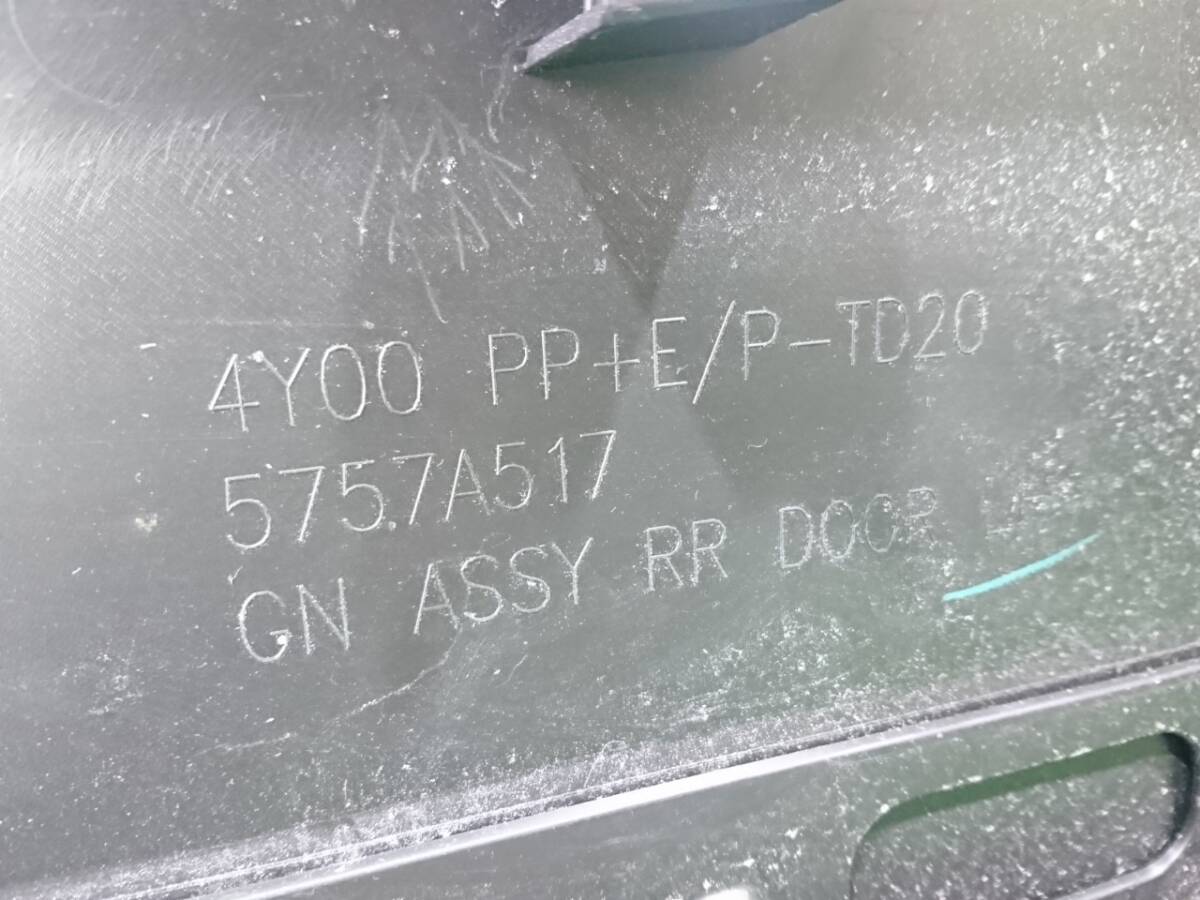 4Y00 PP+E/P-TD20
5757A517
GN ASSY RR DOOR